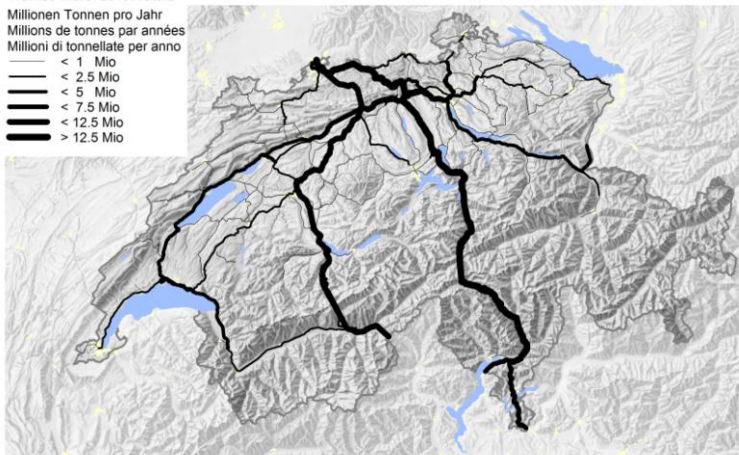 Millionen Tonnen pro Jahr
Millions de tonnes par années
Millioni di tonnellate per anno
< 1 Mio
< 2.5 Mio
< 5 Mio
< 7.5 Mio
< 12.5 Mio
> 12.5 Mio